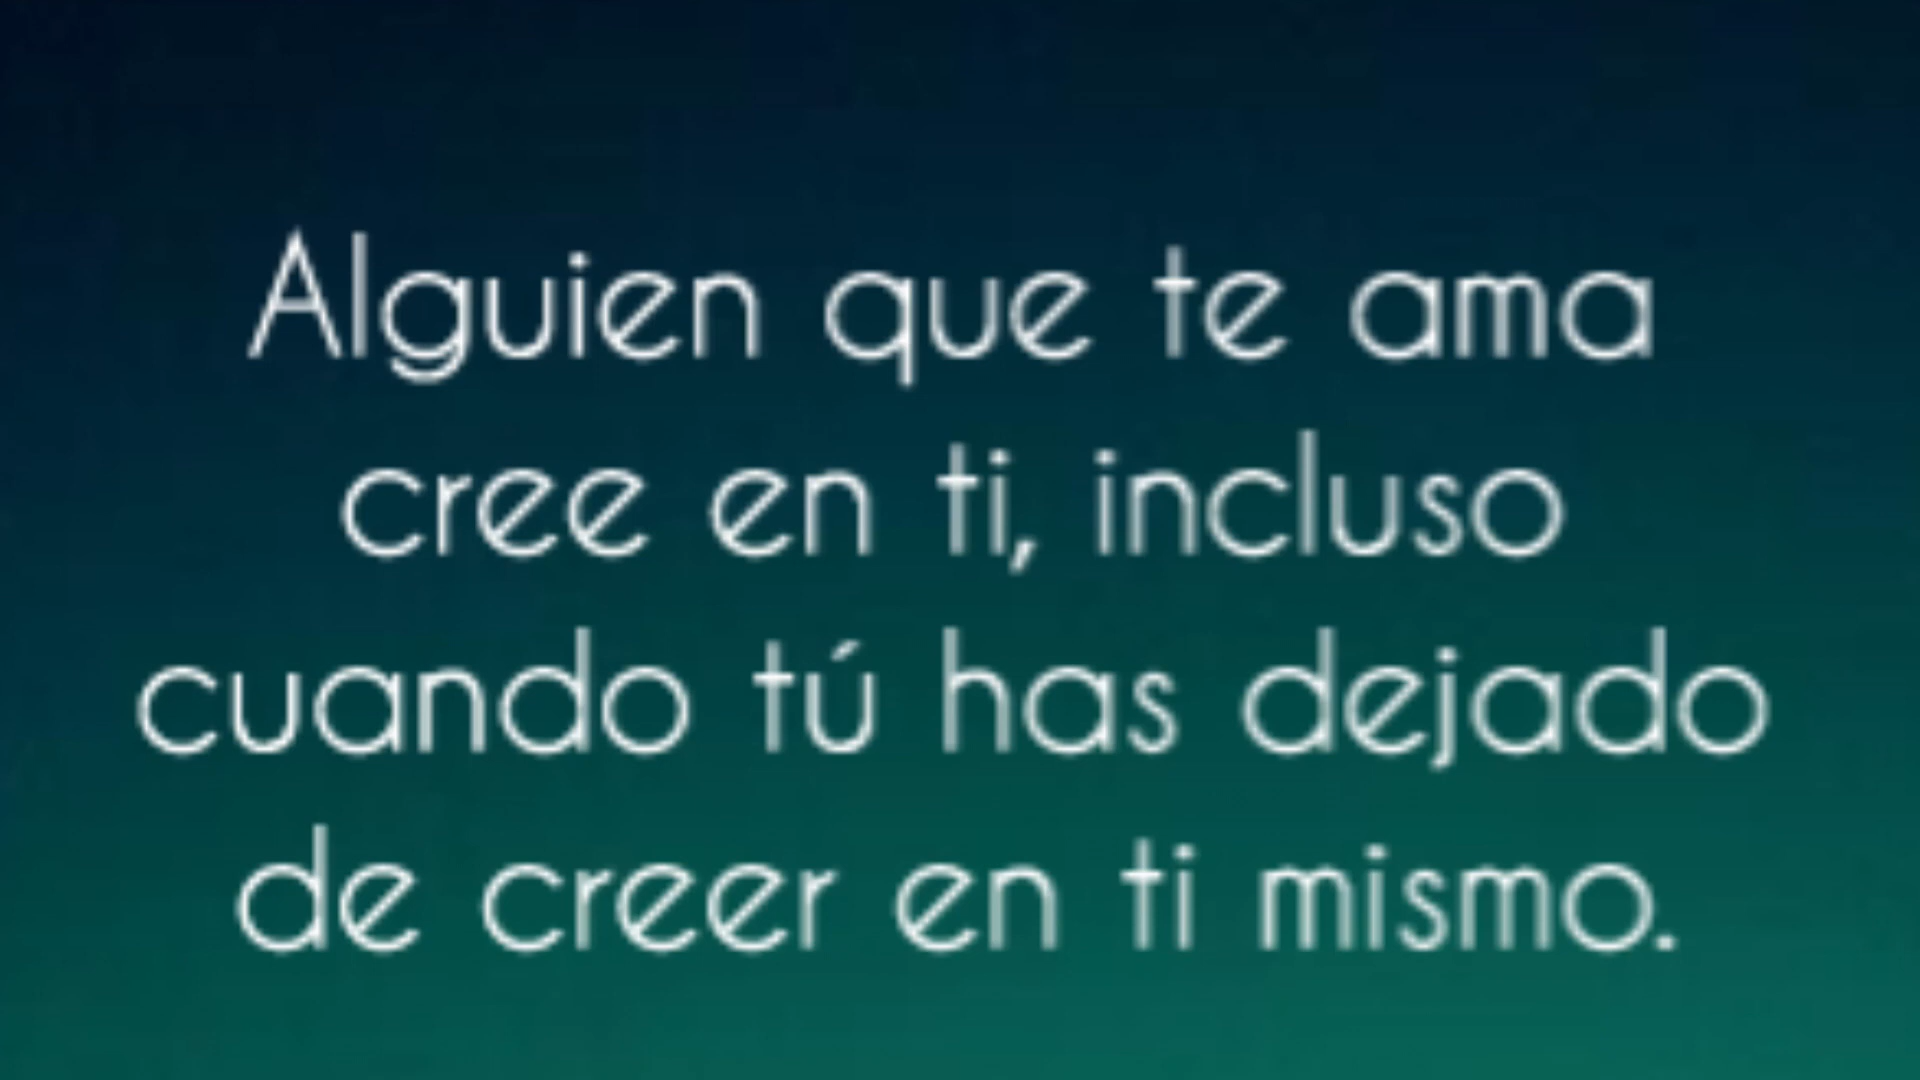 Alguien que te ama
cree en ti, incluso
cuando tú has dejado
de creer en ti mismo.